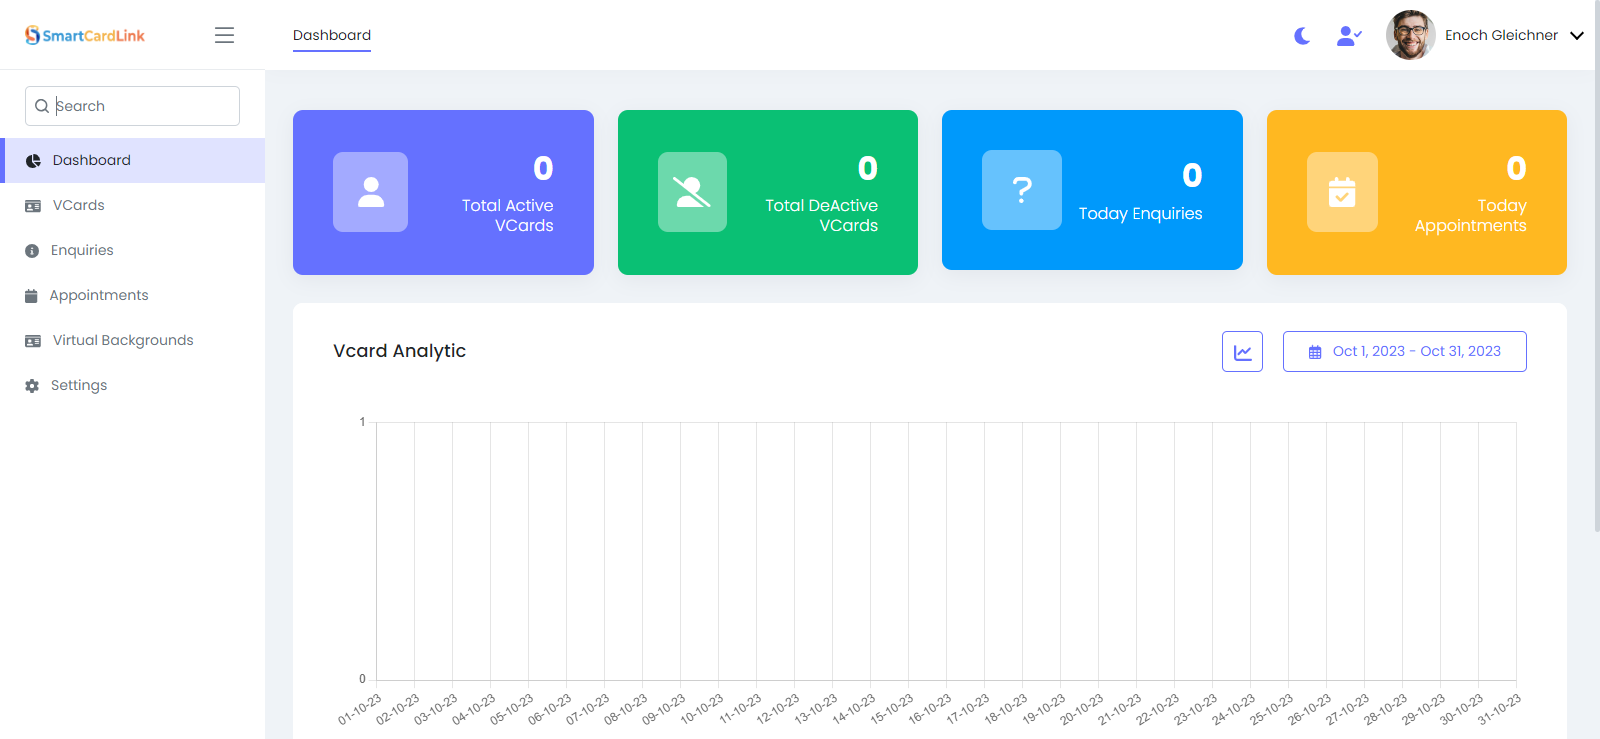 SmartCardLink
Dashboard
Enoch Gleichner
Search
Dashboard
VCards
Enquiries
Appointments
Virtual Backgrounds
Settings
0
Total Active
VCards
0
Total DeActive
VCards
?
0
Today Enquiries
0
Today
Appointments
Vcard Analytic
Oct 1, 2023 - Oct 31, 2023
1
0
01-10-23
02-10-23
03-10-23
04-10-23
05-10-23
06-10-23
07-10-23
08-10-23
09-10-23
10-10-23
11-10-23
12-10-23
13-10-23
14-10-23
15-10-23
16-10-23
17-10-23
18-10-23
19-10-23
20-10-23
21-10-23
22-10-23
23-10-23
24-10-23
25-10-23
26-10-23
27-10-23
28-10-23
29-10-23
30-10-23
31-10-23